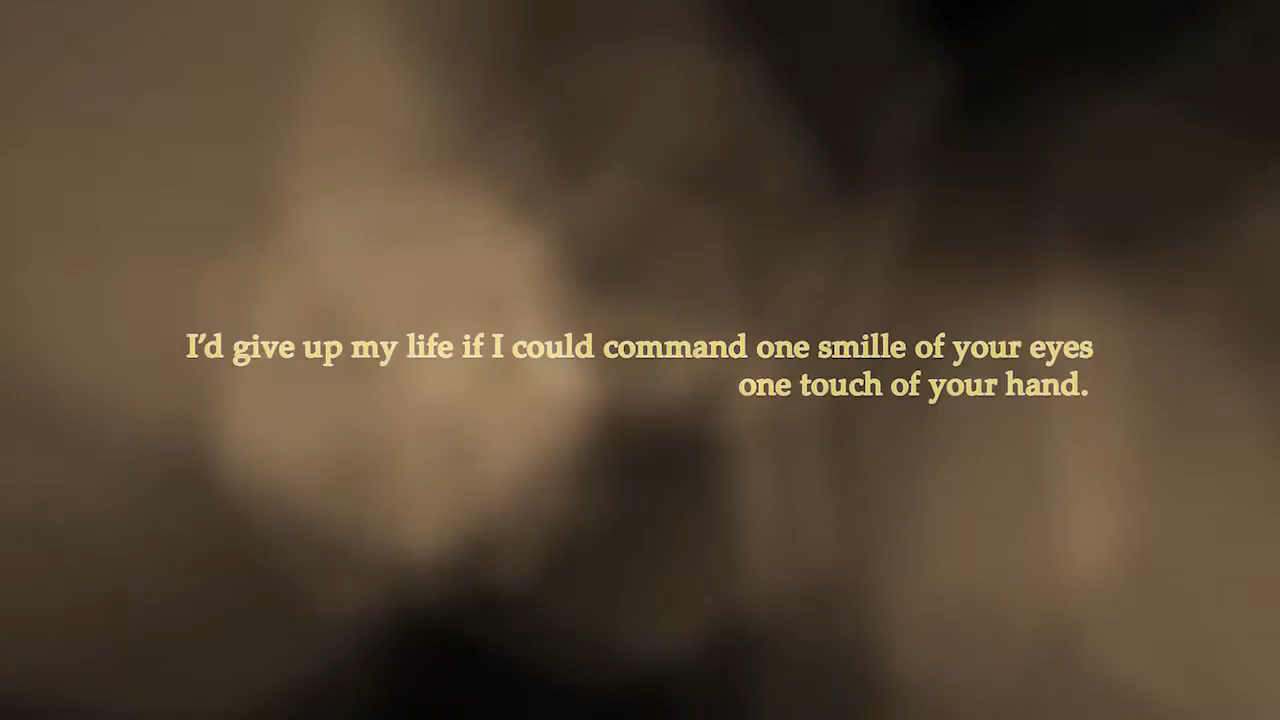 I’d give up my life if I could command one smille of your eyes
one touch of your hand.